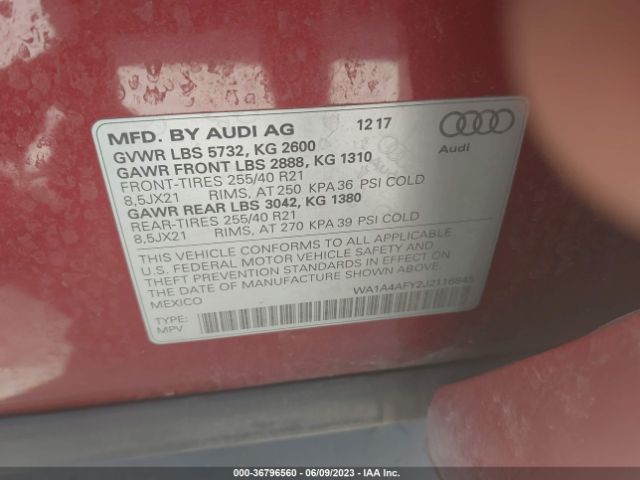 MFD. BY AUDI AG 12 17
GVWR LBS 5732, KG 2600
GAWR FRONT LBS 2888, KG 1310
FRONT-TIRES 255/40 R21
8,5JX21 RIMS, AT 250 KPA 36 PSI COLD
GAWR REAR LBS 3042, KG 1380
REAR-TIRES 255/40 R21
8,5JX21 RIMS, AT 270 KPA 39 PSI COLD
Audi
THIS VEHICLE CONFORMS TO ALL APPLICABLE
U.S. FEDERAL MOTOR VEHICLE SAFETY AND
THEFT PREVENTION STANDARDS IN EFFECT ON
THE DATE OF MANUFACTURE SHOWN ABOVE.
MEXICO WA1A4AFY2J2116845
TYPE:
MPV
000-36796560 - 06/09/2023 - IAA Inc.